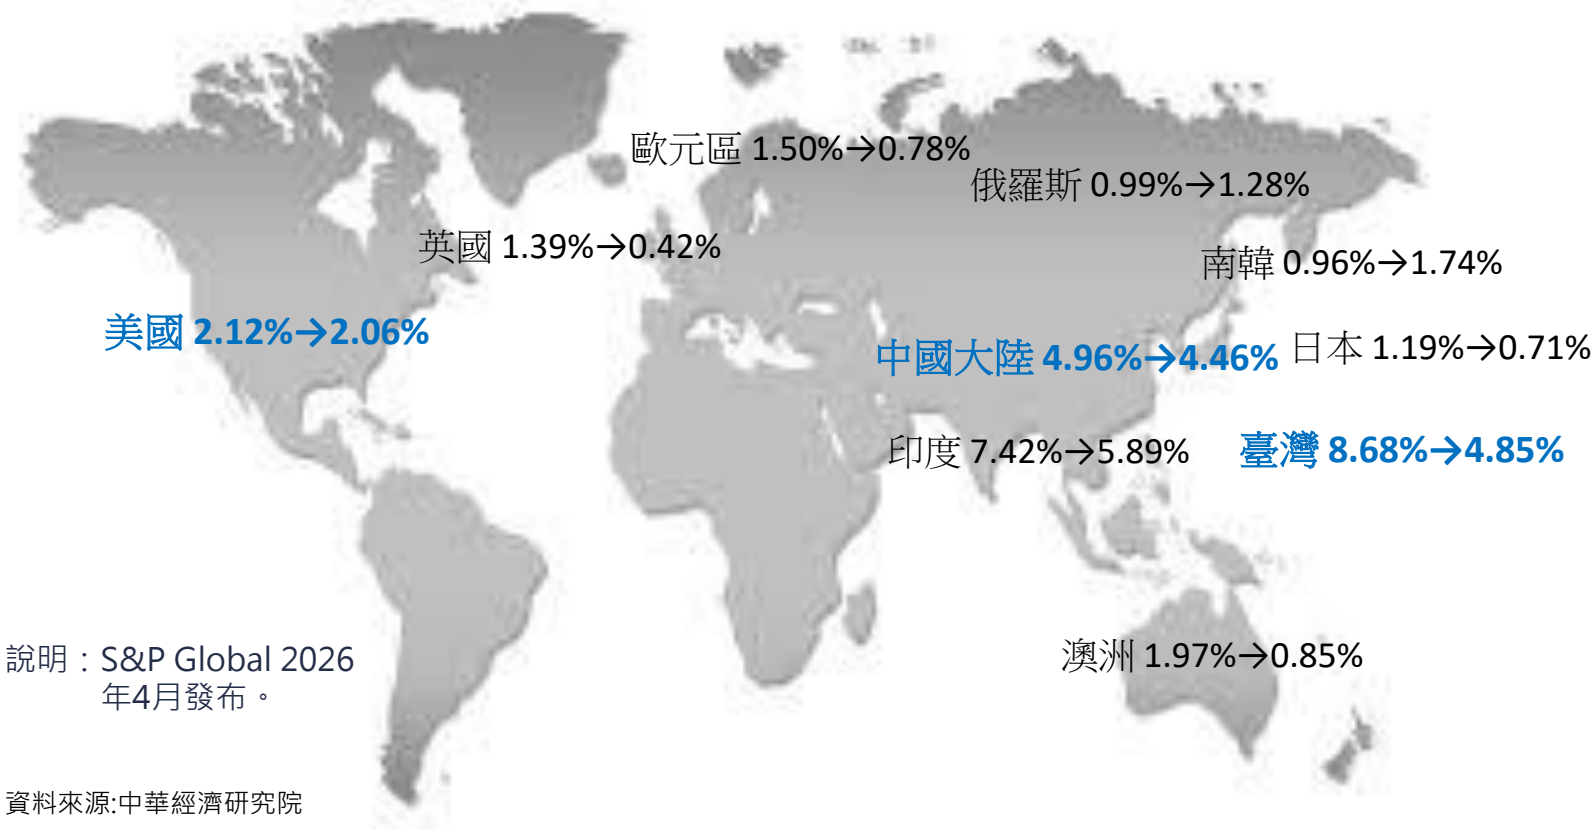 歐元區 1.50%→0.78%
俄羅斯 0.99%→1.28%
英國 1.39%→0.42%
南韓 0.96%→1.74%
美國 2.12%→2.06%
中國大陸 4.96%→4.46%
日本 1.19%→0.71%
印度 7.42%→5.89%
臺灣 8.68%→4.85%
澳洲 1.97%→0.85%
說明：S&P Global 2026
年4月發布。
資料來源:中華經濟研究院